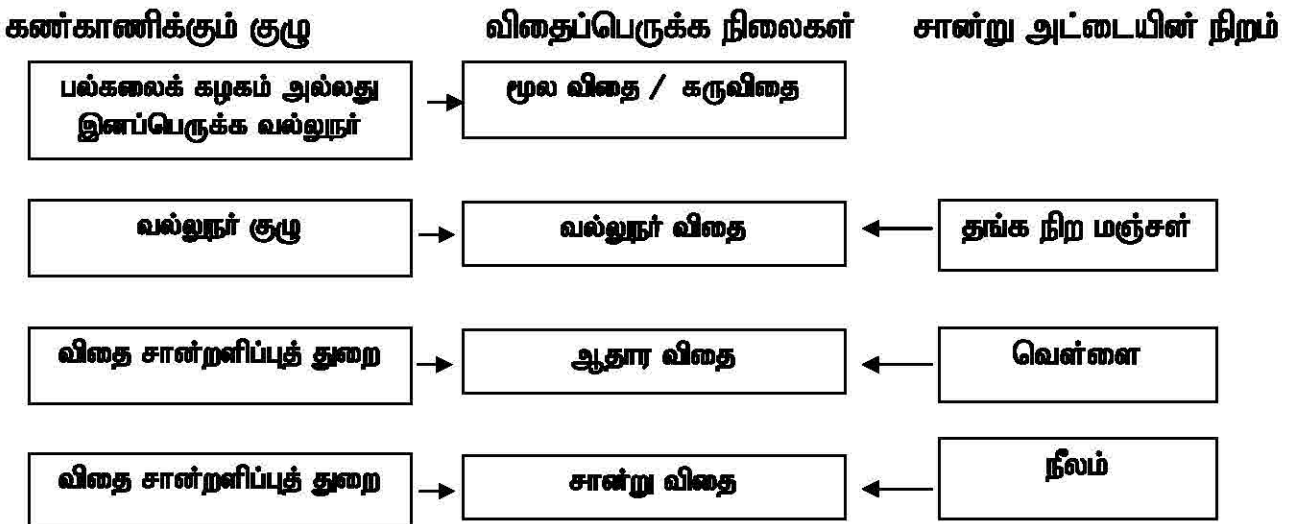 கண்காணிக்கும் குழு விதைப்பெருக்க நிலைகள் சான்று அட்டையின் நிறம்
பல்கலைக் கழகம் அல்லது
இனப்பெருக்க வல்லுநர்
மூல விதை / கருவிதை
வல்லுநர் குழு
வல்லுநர் விதை
தங்க நிற மஞ்சள்
விதை சான்றளிப்புத் துறை
ஆதார விதை
வெள்ளை
விதை சான்றளிப்புத் துறை
சான்று விதை
நீலம்